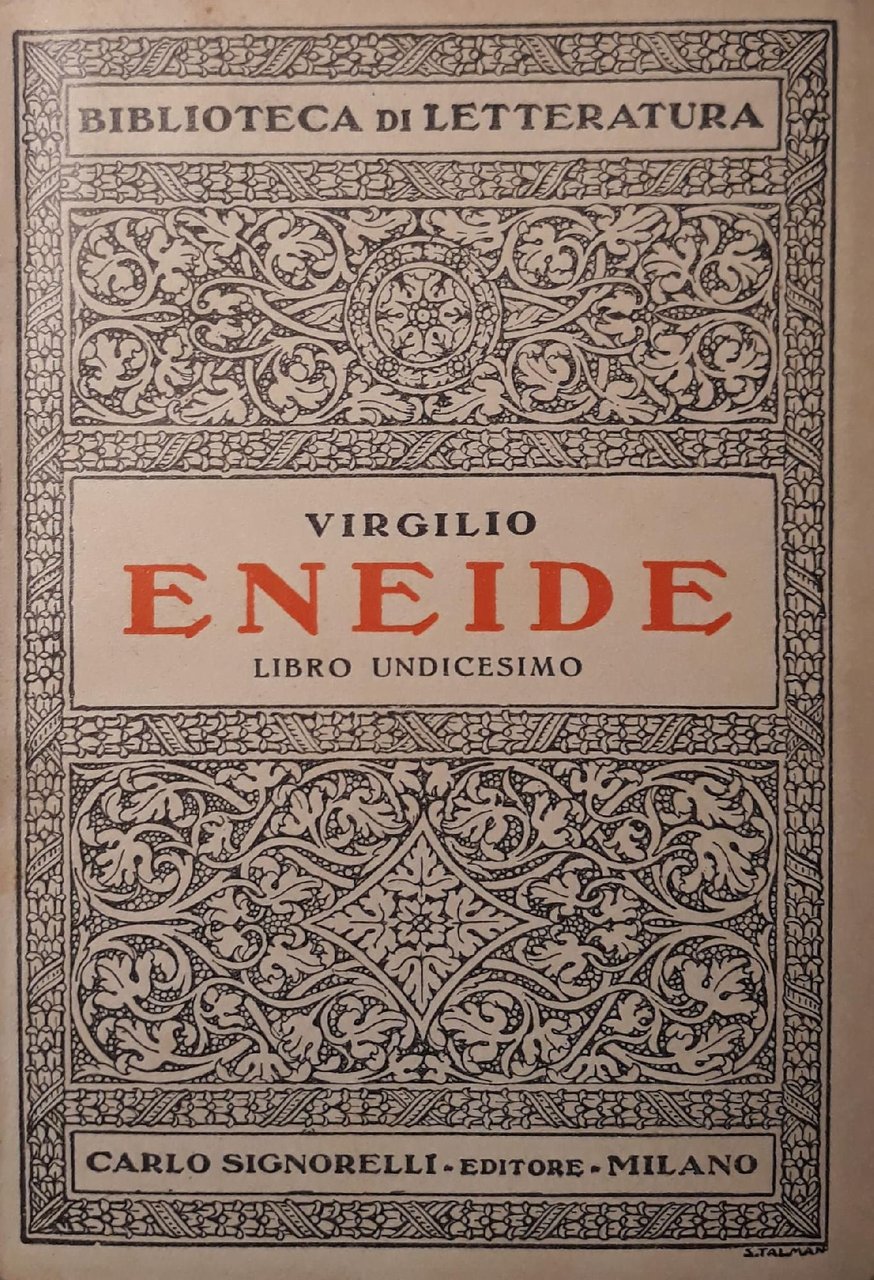 BIBLIOTECA DI LETTERATURA
VIRGILIO
ENEIDE
LIBRO UNDICESIMO
CARLO SIGNORELLI - EDITORE - MILANO
S. TALMAN